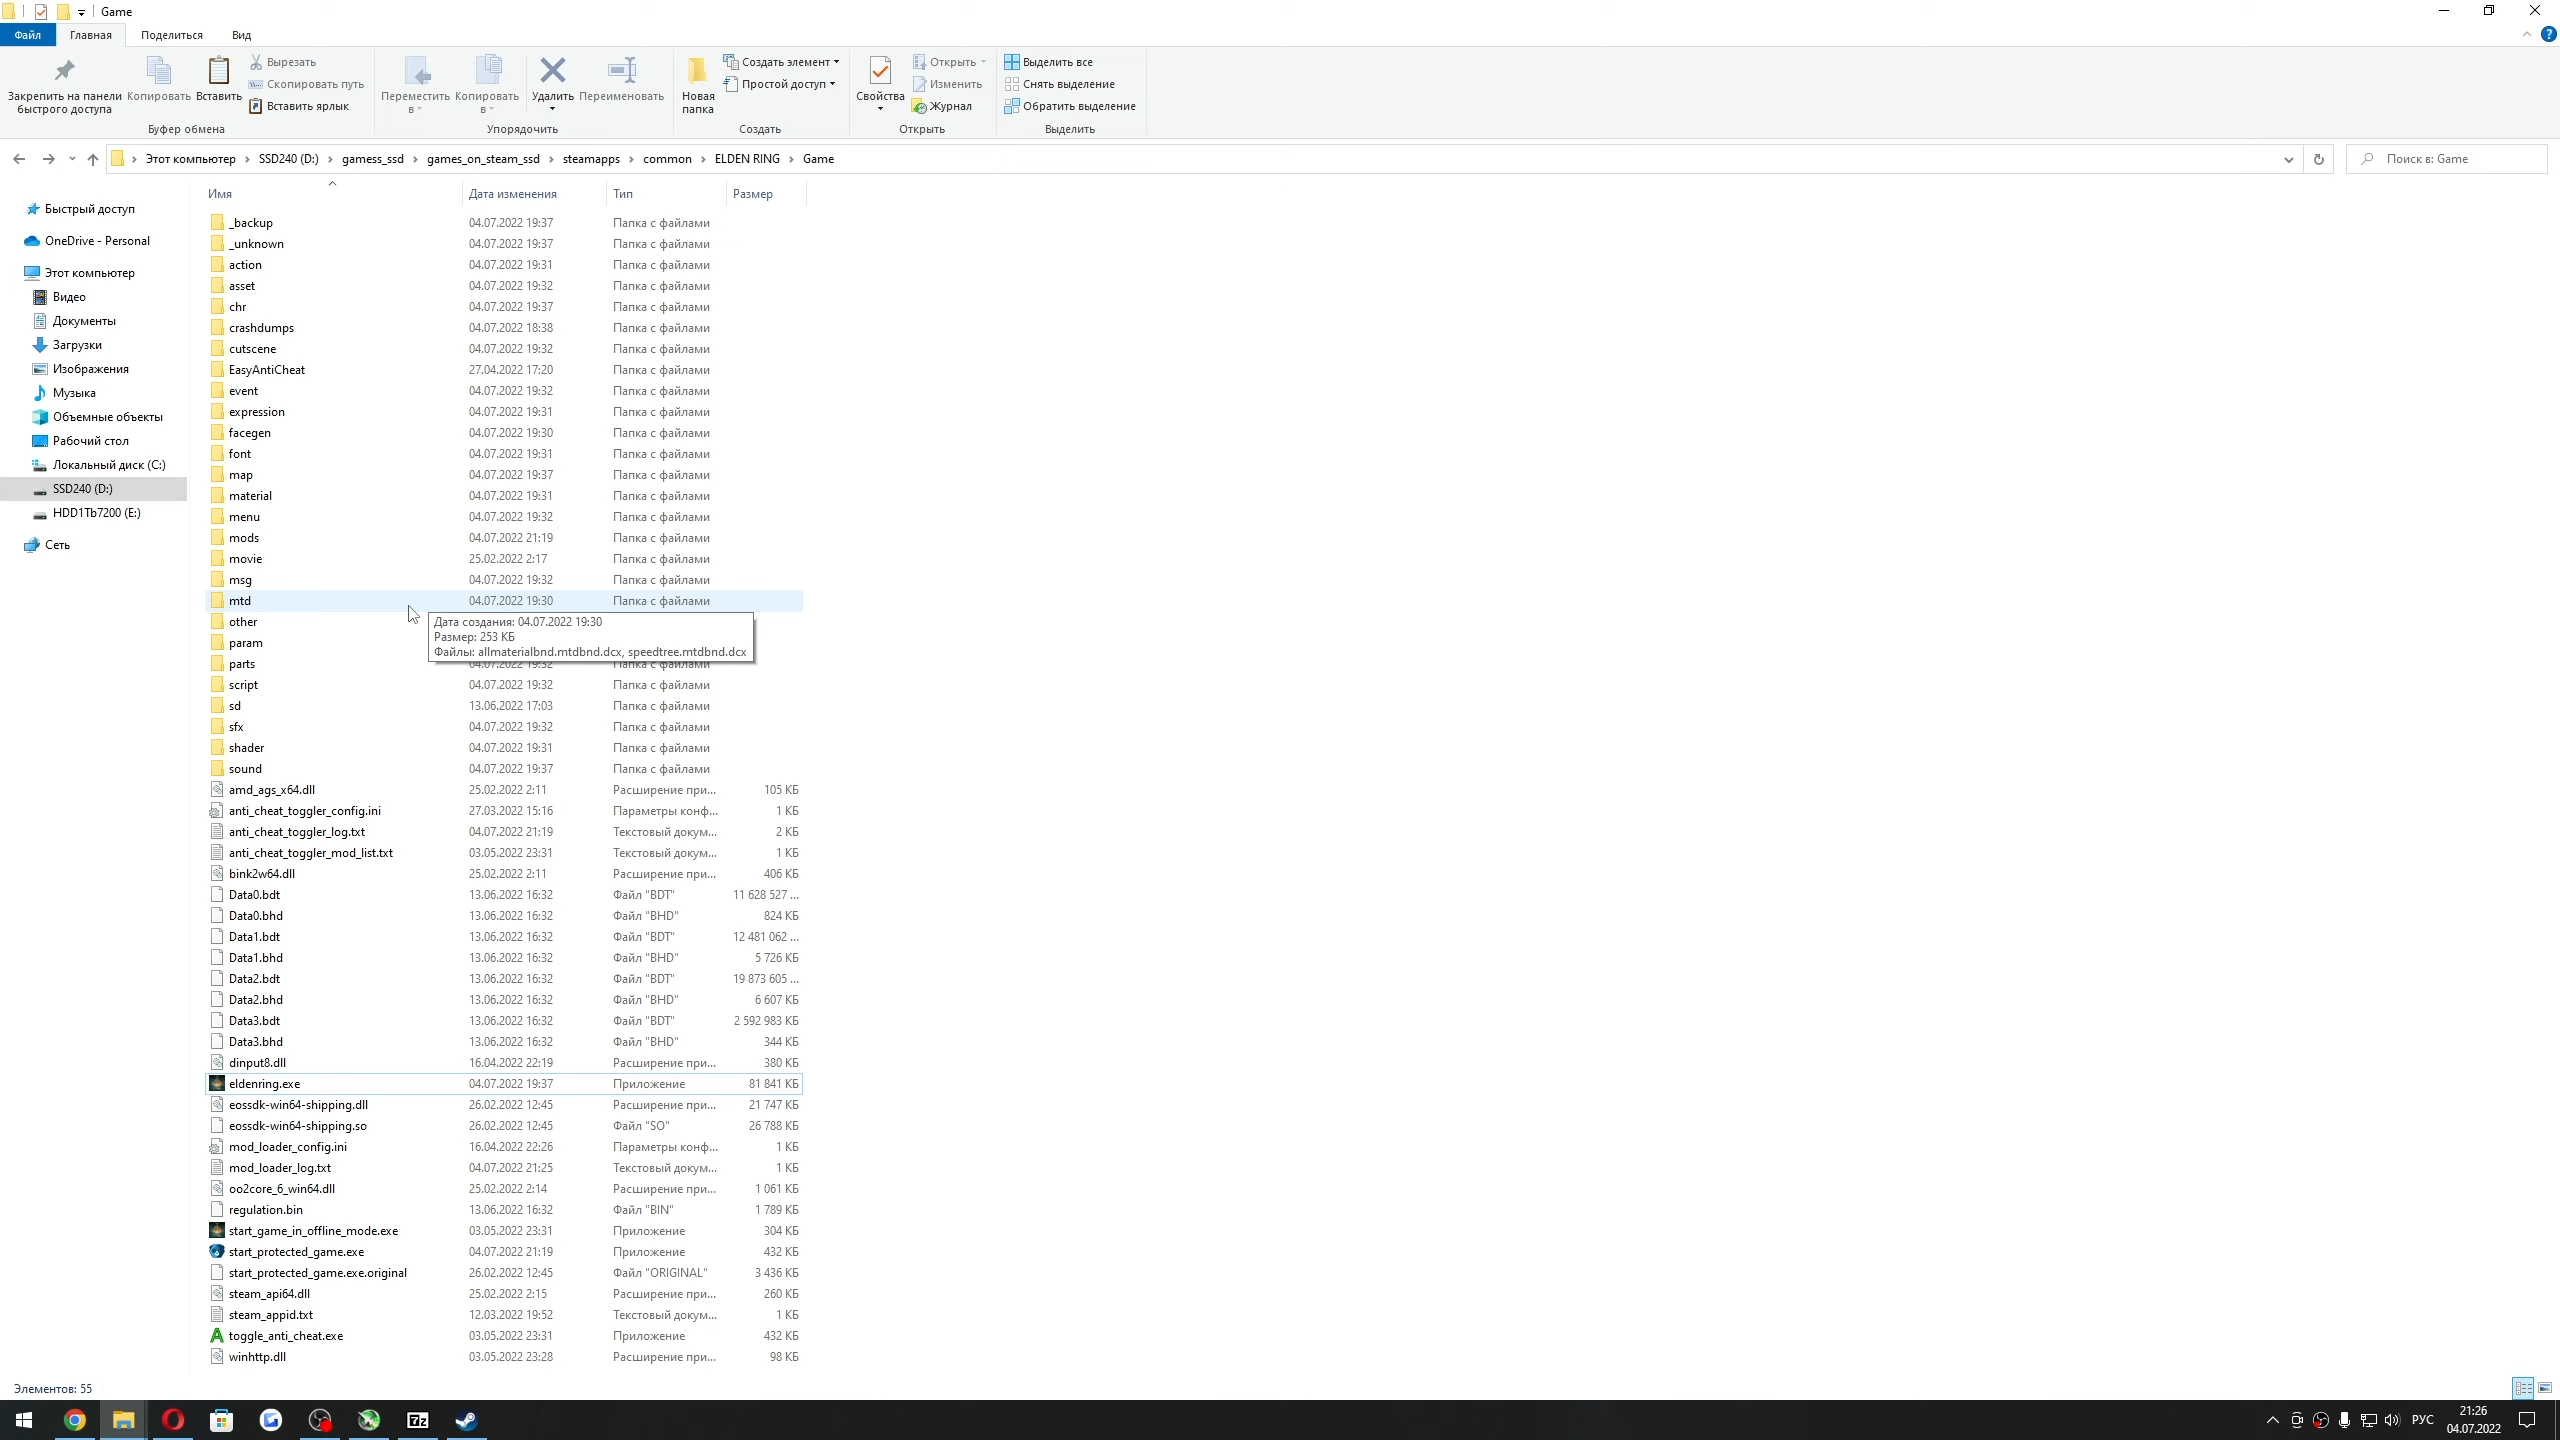 Game
Файл Главная Поделиться Вид
Закрепить на панели быстрого доступа
Копировать
Вставить
Вырезать
Скопировать путь
Вставить ярлык
Буфер обмена
Переместить в
Копировать в
Удалить
Переименовать
Упорядочить
Новая папка
Создать элемент
Простой доступ
Создать
Свойства
Открыть
Изменить
Журнал
Открыть
Выделить все
Снять выделение
Обратить выделение
Выделить
Этот компьютер › SSD240 (D:) › gamess_ssd › games_on_steam_ssd › steamapps › common › ELDEN RING › Game
Поиск в: Game
Быстрый доступ
OneDrive - Personal
Этот компьютер
Видео
Документы
Загрузки
Изображения
Музыка
Объемные объекты
Рабочий стол
Локальный диск (C:)
SSD240 (D:)
HDD1Tb7200 (E:)
Сеть
Имя Дата изменения Тип Размер
_backup 04.07.2022 19:37 Папка с файлами
_unknown 04.07.2022 19:37 Папка с файлами
action 04.07.2022 19:31 Папка с файлами
asset 04.07.2022 19:32 Папка с файлами
chr 04.07.2022 19:37 Папка с файлами
crashdumps 04.07.2022 18:38 Папка с файлами
cutscene 04.07.2022 19:32 Папка с файлами
EasyAntiCheat 27.04.2022 17:20 Папка с файлами
event 04.07.2022 19:32 Папка с файлами
expression 04.07.2022 19:31 Папка с файлами
facegen 04.07.2022 19:30 Папка с файлами
font 04.07.2022 19:31 Папка с файлами
map 04.07.2022 19:37 Папка с файлами
material 04.07.2022 19:31 Папка с файлами
menu 04.07.2022 19:32 Папка с файлами
mods 04.07.2022 21:19 Папка с файлами
movie 25.02.2022 2:17 Папка с файлами
msg 04.07.2022 19:32 Папка с файлами
mtd 04.07.2022 19:30 Папка с файлами
other
Дата создания: 04.07.2022 19:30
Размер: 253 КБ
Файлы: allmaterialbnd.mtdbnd.dcx, speedtree.mtdbnd.dcx
param
parts 04.07.2022 19:32 Папка с файлами
script 04.07.2022 19:32 Папка с файлами
sd 13.06.2022 17:03 Папка с файлами
sfx 04.07.2022 19:32 Папка с файлами
shader 04.07.2022 19:31 Папка с файлами
sound 04.07.2022 19:37 Папка с файлами
amd_ags_x64.dll 25.02.2022 2:11 Расширение при... 105 КБ
anti_cheat_toggler_config.ini 27.03.2022 15:16 Параметры конф... 1 КБ
anti_cheat_toggler_log.txt 04.07.2022 21:19 Текстовый докум... 2 КБ
anti_cheat_toggler_mod_list.txt 03.05.2022 23:31 Текстовый докум... 1 КБ
bink2w64.dll 25.02.2022 2:11 Расширение при... 406 КБ
Data0.bdt 13.06.2022 16:32 Файл "BDT" 11 628 527 ...
Data0.bhd 13.06.2022 16:32 Файл "BHD" 824 КБ
Data1.bdt 13.06.2022 16:32 Файл "BDT" 12 481 062 ...
Data1.bhd 13.06.2022 16:32 Файл "BHD" 5 726 КБ
Data2.bdt 13.06.2022 16:32 Файл "BDT" 19 873 605 ...
Data2.bhd 13.06.2022 16:32 Файл "BHD" 6 607 КБ
Data3.bdt 13.06.2022 16:32 Файл "BDT" 2 592 983 КБ
Data3.bhd 13.06.2022 16:32 Файл "BHD" 344 КБ
dinput8.dll 16.04.2022 22:19 Расширение при... 380 КБ
eldenring.exe 04.07.2022 19:37 Приложение 81 841 КБ
eossdk-win64-shipping.dll 26.02.2022 12:45 Расширение при... 21 747 КБ
eossdk-win64-shipping.so 26.02.2022 12:45 Файл "SO" 26 788 КБ
mod_loader_config.ini 16.04.2022 22:26 Параметры конф... 1 КБ
mod_loader_log.txt 04.07.2022 21:25 Текстовый докум... 1 КБ
oo2core_6_win64.dll 25.02.2022 2:14 Расширение при... 1 061 КБ
regulation.bin 13.06.2022 16:32 Файл "BIN" 1 789 КБ
start_game_in_offline_mode.exe 03.05.2022 23:31 Приложение 304 КБ
start_protected_game.exe 04.07.2022 21:19 Приложение 432 КБ
start_protected_game.exe.original 26.02.2022 12:45 Файл "ORIGINAL" 3 436 КБ
steam_api64.dll 25.02.2022 2:15 Расширение при... 260 КБ
steam_appid.txt 12.03.2022 19:52 Текстовый докум... 1 КБ
toggle_anti_cheat.exe 03.05.2022 23:31 Приложение 432 КБ
winhttp.dll 03.05.2022 23:28 Расширение при... 98 КБ
Элементов: 55
7z
РУС
21:26
04.07.2022